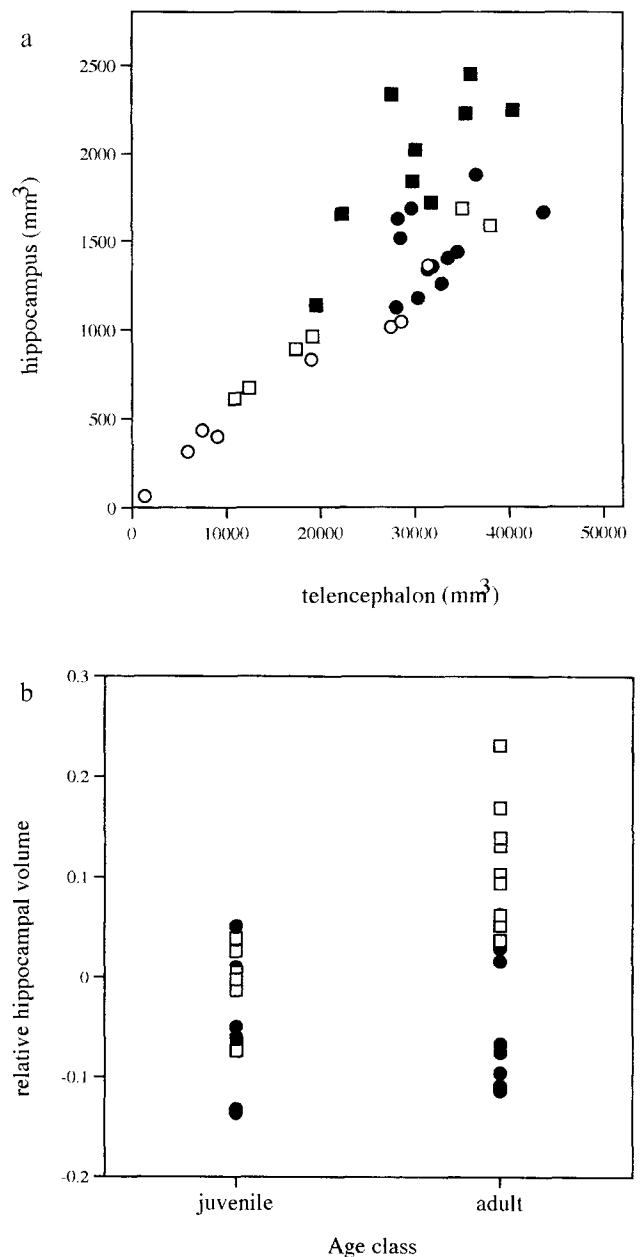 a
2500
2000
1500
1000
500
0
hippocampus (mm3)
0 10000 20000 30000 40000 50000
telencephalon (mm3)
b
0.3
0.2
0.1
0
-0.1
-0.2
relative hippocampal volume
juvenile adult
Age class